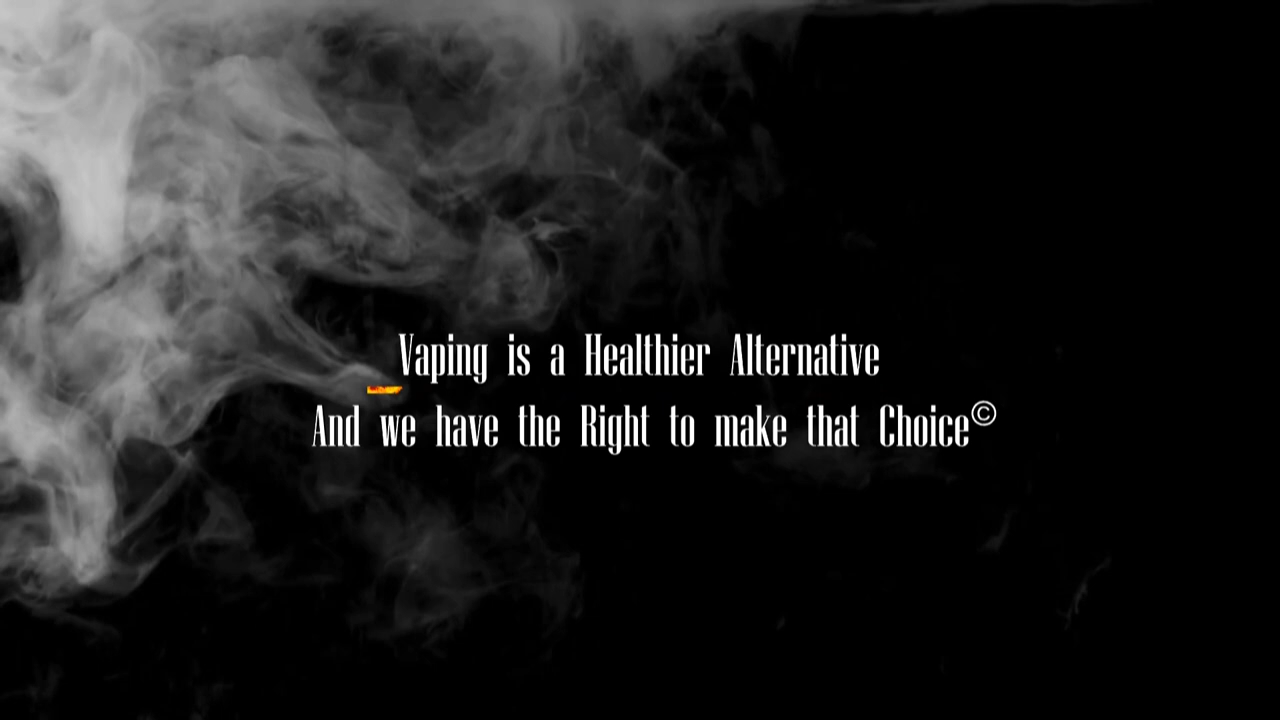 Vaping is a Healthier Alternative
And we have the Right to make that Choice©